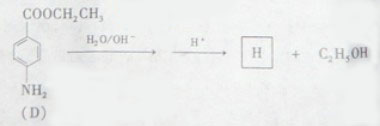 COOCH₂CH₃
H₂O/OH⁻
H⁺
H + C₂H₅OH
NH₂
(D)